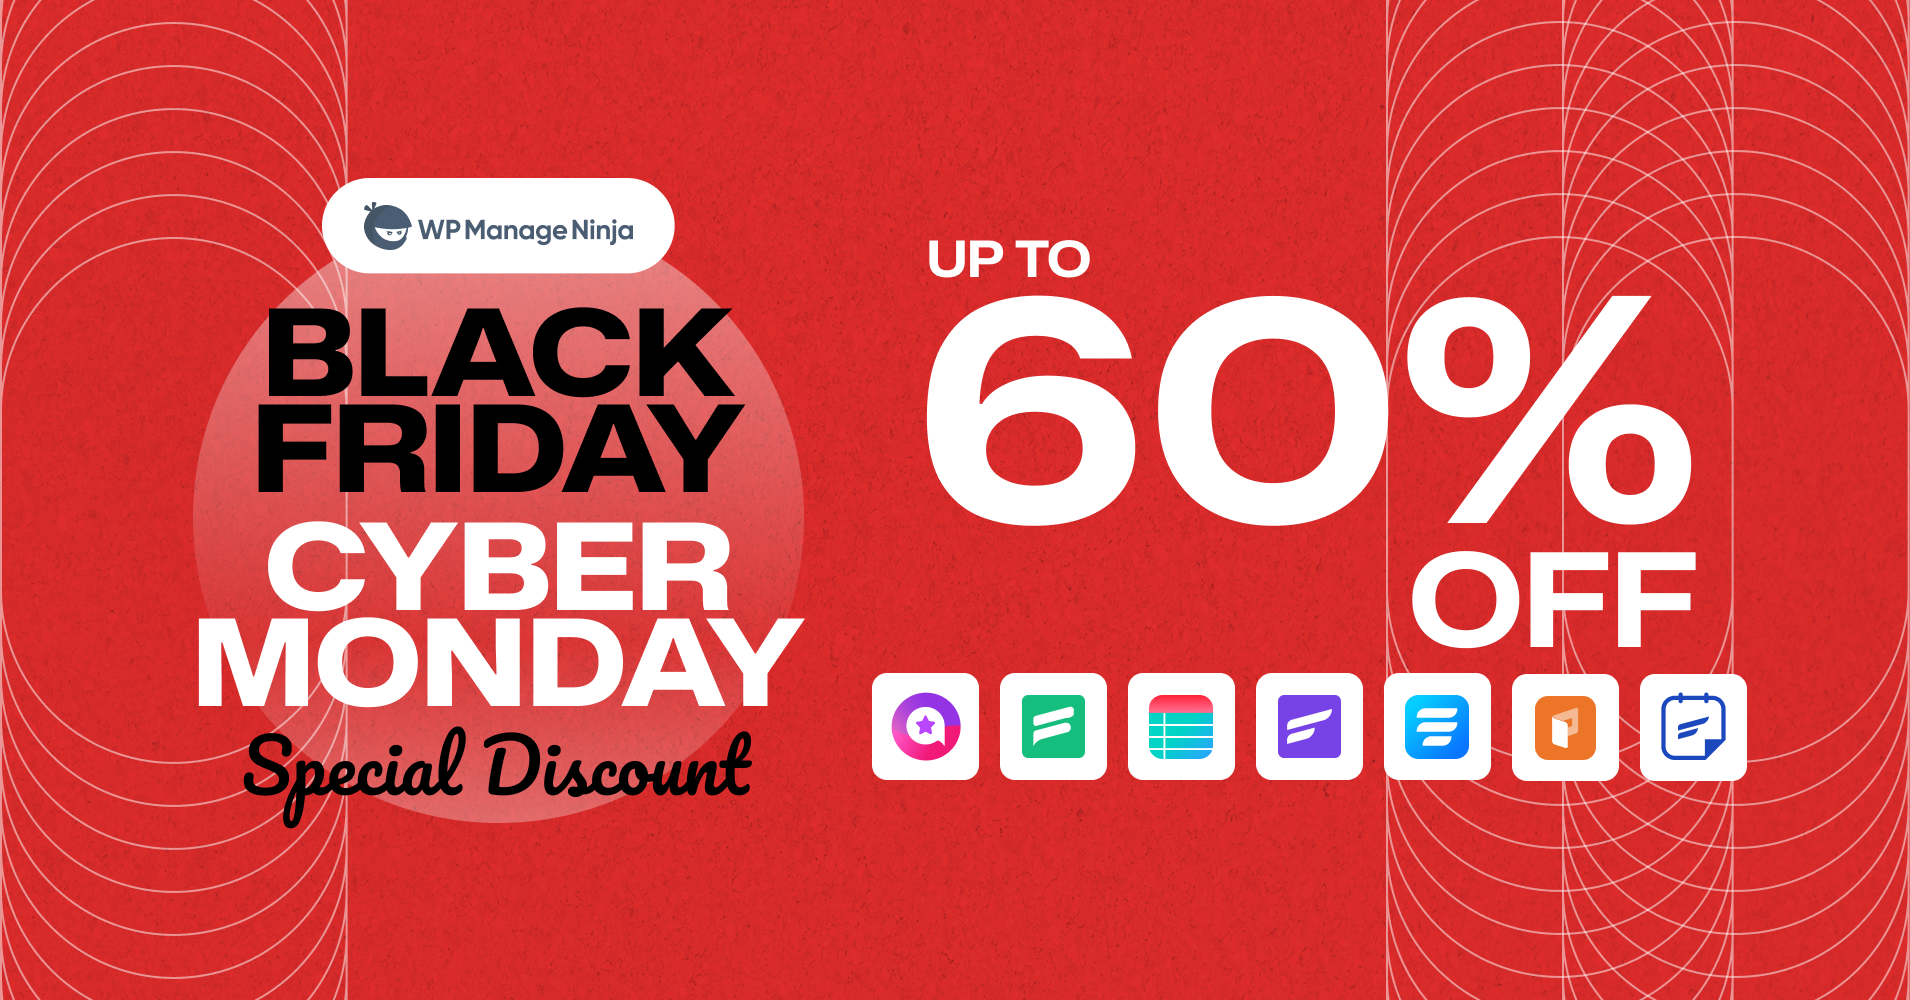 WP Manage Ninja
BLACK
FRIDAY
CYBER
MONDAY
Special Discount
UP TO
60%
OFF